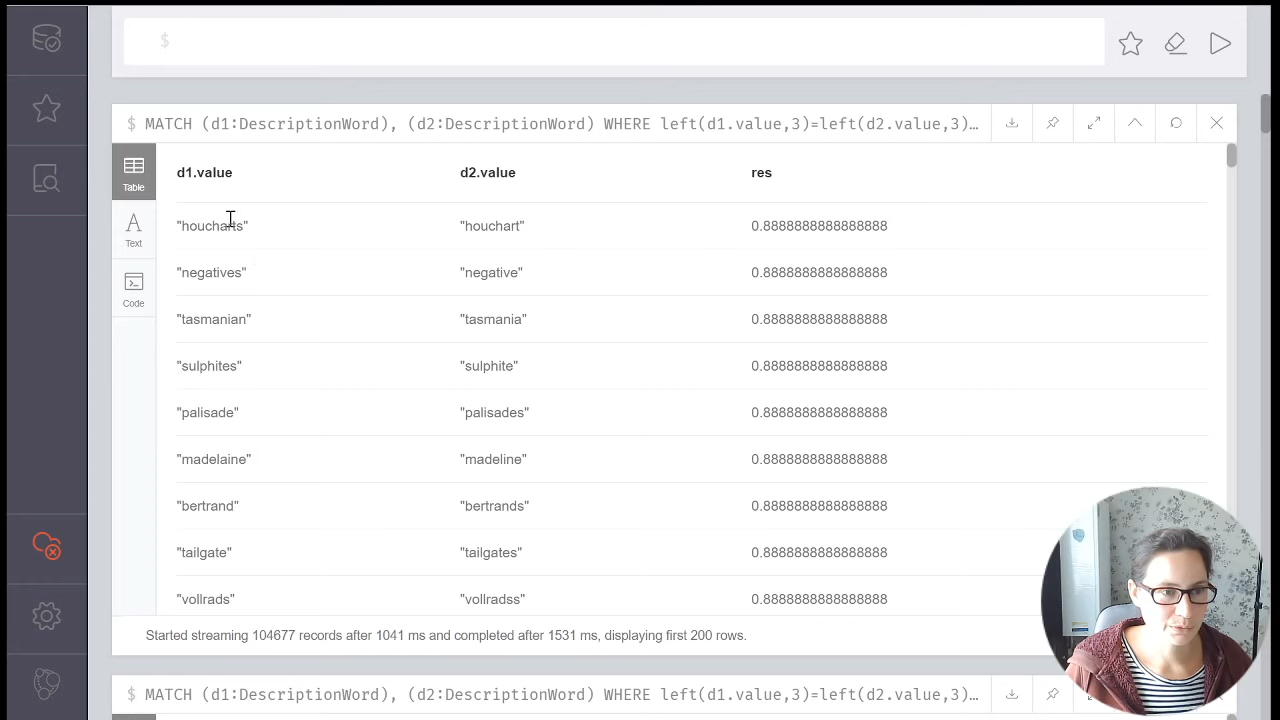 $
$ MATCH (d1:DescriptionWord), (d2:DescriptionWord) WHERE left(d1.value,3)=left(d2.value,3)…
Table
Text
Code
d1.value d2.value res
"foucharts" "houchart" 0.8888888888888888
"negatives" "negative" 0.8888888888888888
"tasmanian" "tasmania" 0.8888888888888888
"sulphites" "sulphite" 0.8888888888888888
"palisade" "palisades" 0.8888888888888888
"madelaine" "madeline" 0.8888888888888888
"bertrand" "bertrands" 0.8888888888888888
"tailgate" "tailgates" 0.8888888888888888
"vollrads" "vollradss" 0.8888888888888888
Started streaming 104677 records after 1041 ms and completed after 1531 ms, displaying first 200 rows.
$ MATCH (d1:DescriptionWord), (d2:DescriptionWord) WHERE left(d1.value,3)=left(d2.value,3)…